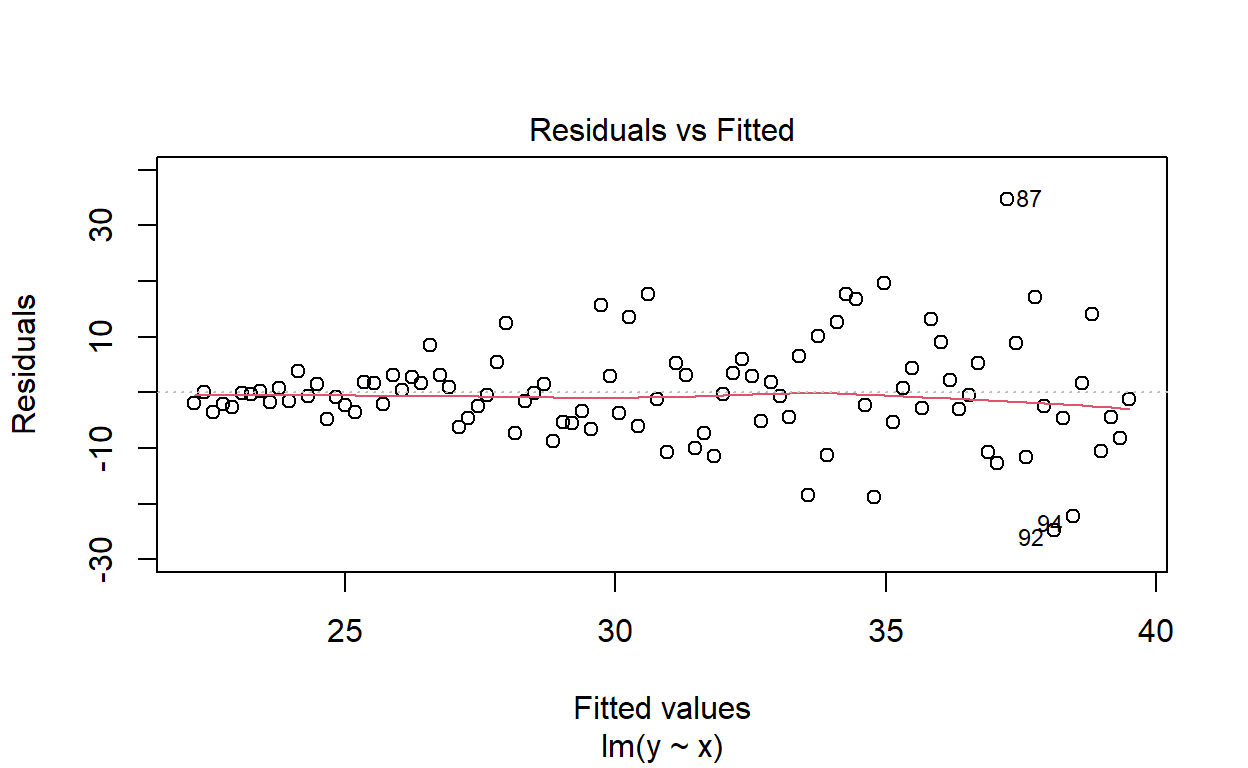 Residuals vs Fitted
Residuals
30
10
-10
-30
87
94
92
25 30 35 40
Fitted values
lm(y ~ x)